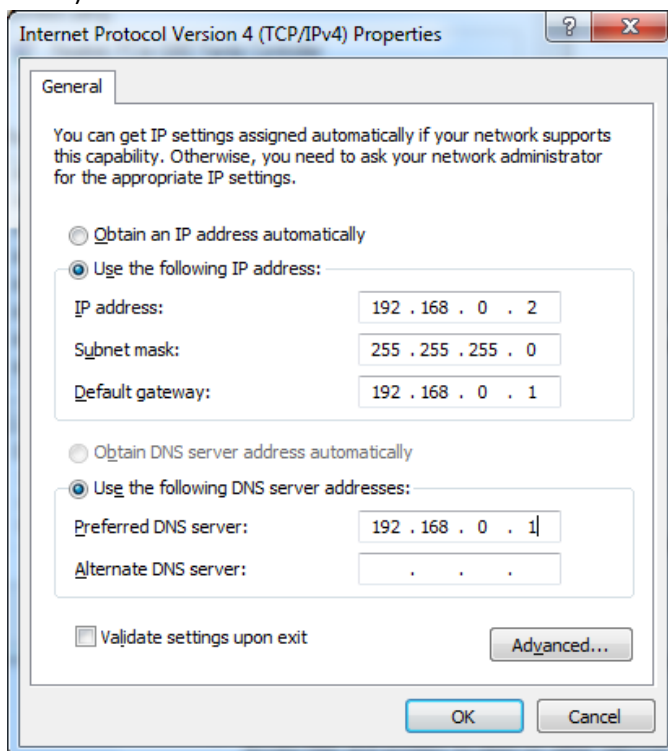 Internet Protocol Version 4 (TCP/IPv4) Properties
?
X
General
You can get IP settings assigned automatically if your network supports
this capability. Otherwise, you need to ask your network administrator
for the appropriate IP settings.
Obtain an IP address automatically
Use the following IP address:
IP address: 192 . 168 . 0 . 2
Subnet mask: 255 . 255 . 255 . 0
Default gateway: 192 . 168 . 0 . 1
Obtain DNS server address automatically
Use the following DNS server addresses:
Preferred DNS server: 192 . 168 . 0 . 1
Alternate DNS server: . . .
Validate settings upon exit
Advanced...
OK Cancel